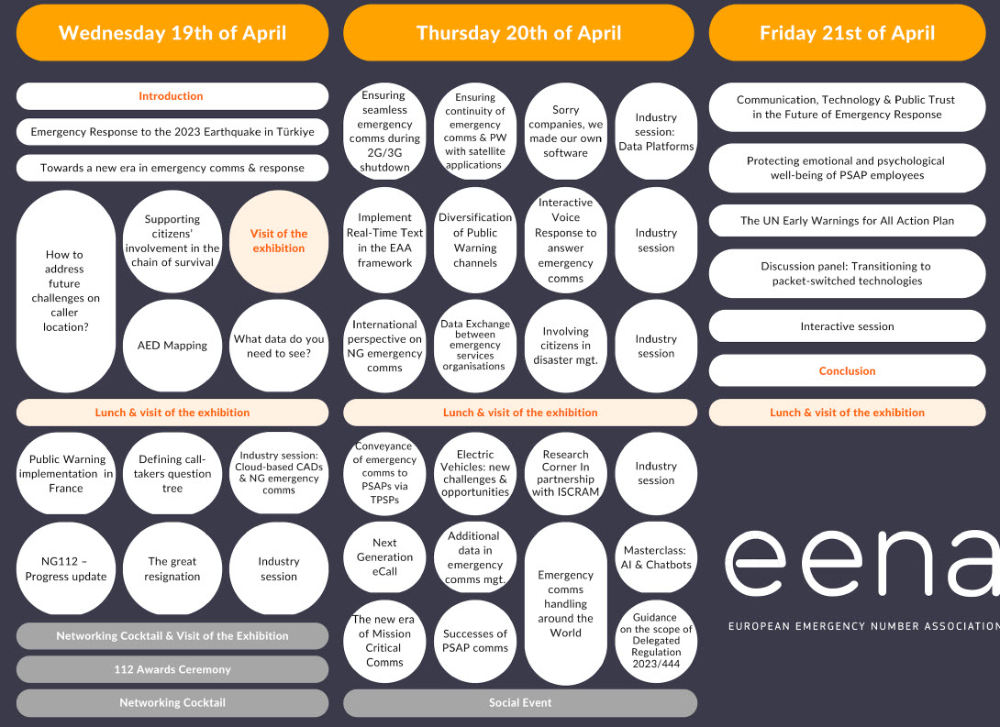 Wednesday 19th of April
Introduction
Emergency Response to the 2023 Earthquake in Türkiye
Towards a new era in emergency comms & response
How to
address
future
challenges on
caller
location?
Supporting
citizens'
involvement in the
chain of survival
Visit of the
exhibition
AED Mapping
What data do you
need to see?
Lunch & visit of the exhibition
Public Warning
implementation in
France
Defining call-
takers question
tree
Industry session:
Cloud-based CADs
& NG emergency
comms
NG112 –
Progress update
The great
resignation
Industry
session
Networking Cocktail & Visit of the Exhibition
112 Awards Ceremony
Networking Cocktail
Thursday 20th of April
Ensuring
seamless
emergency
comms during
2G/3G
shutdown
Ensuring
continuity of
emergency
comms & PW
with satellite
applications
Sorry
companies, we
made our own
software
Industry
session:
Data Platforms
Implement
Real-Time Text
in the EAA
framework
Diversification
of Public
Warning
channels
Interactive
Voice
Response to
answer
emergency
comms
Industry
session
International
perspective on
NG emergency
comms
Data Exchange
between
emergency
services
organisations
Involving
citizens in
disaster mgt.
Industry
session
Lunch & visit of the exhibition
Conveyance
of emergency
comms to
PSAPs via
TPSPs
Electric
Vehicles: new
challenges &
opportunities
Research
Corner In
partnership
with ISCRAM
Industry
session
Next
Generation
eCall
Additional
data in
emergency
comms mgt.
Emergency
comms
handling
around the
World
Masterclass:
AI & Chatbots
The new era
of Mission
Critical
Comms
Successes of
PSAP comms
Guidance
on the scope of
Delegated
Regulation
2023/444
Social Event
Friday 21st of April
Communication, Technology & Public Trust
in the Future of Emergency Response
Protecting emotional and psychological
well-being of PSAP employees
The UN Early Warnings for All Action Plan
Discussion panel: Transitioning to
packet-switched technologies
Interactive session
Conclusion
Lunch & visit of the exhibition
eena
EUROPEAN EMERGENCY NUMBER ASSOCIATION